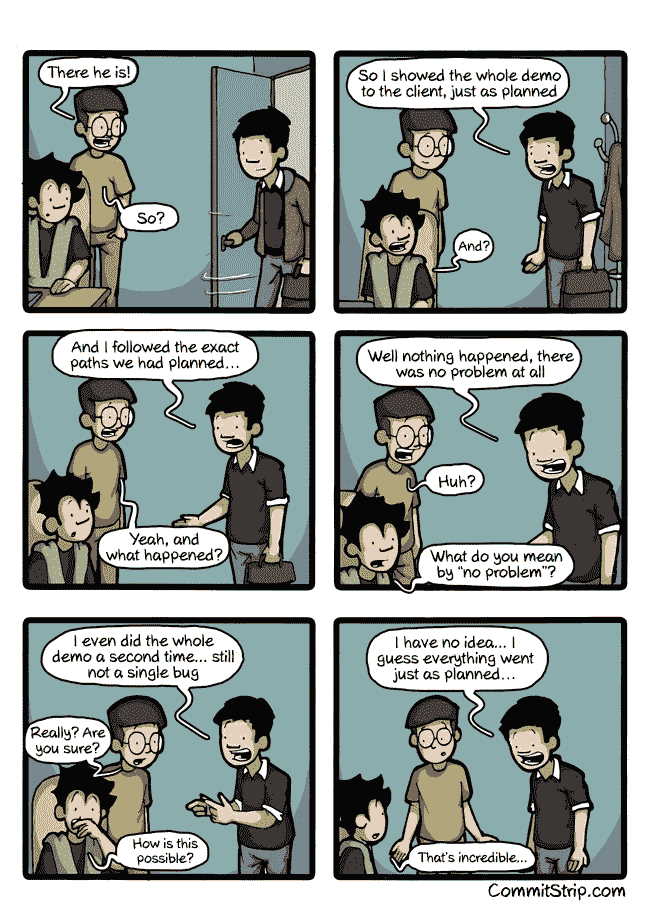 There he is!
So?
So I showed the whole demo
to the client, just as planned
And?
And I followed the exact
paths we had planned...
Yeah, and
what happened?
Well nothing happened, there
was no problem at all
Huh?
What do you mean
by "no problem"?
I even did the whole
demo a second time... still
not a single bug
Really? Are
you sure?
How is this
possible?
I have no idea... I
guess everything went
just as planned...
That's incredible...
CommitStrip.com